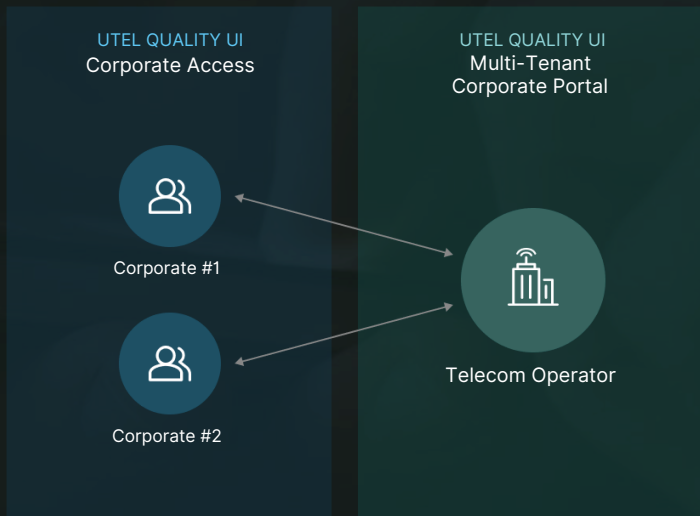 UTEL QUALITY UI
Corporate Access
Corporate #1
Corporate #2
UTEL QUALITY UI
Multi-Tenant
Corporate Portal
Telecom Operator